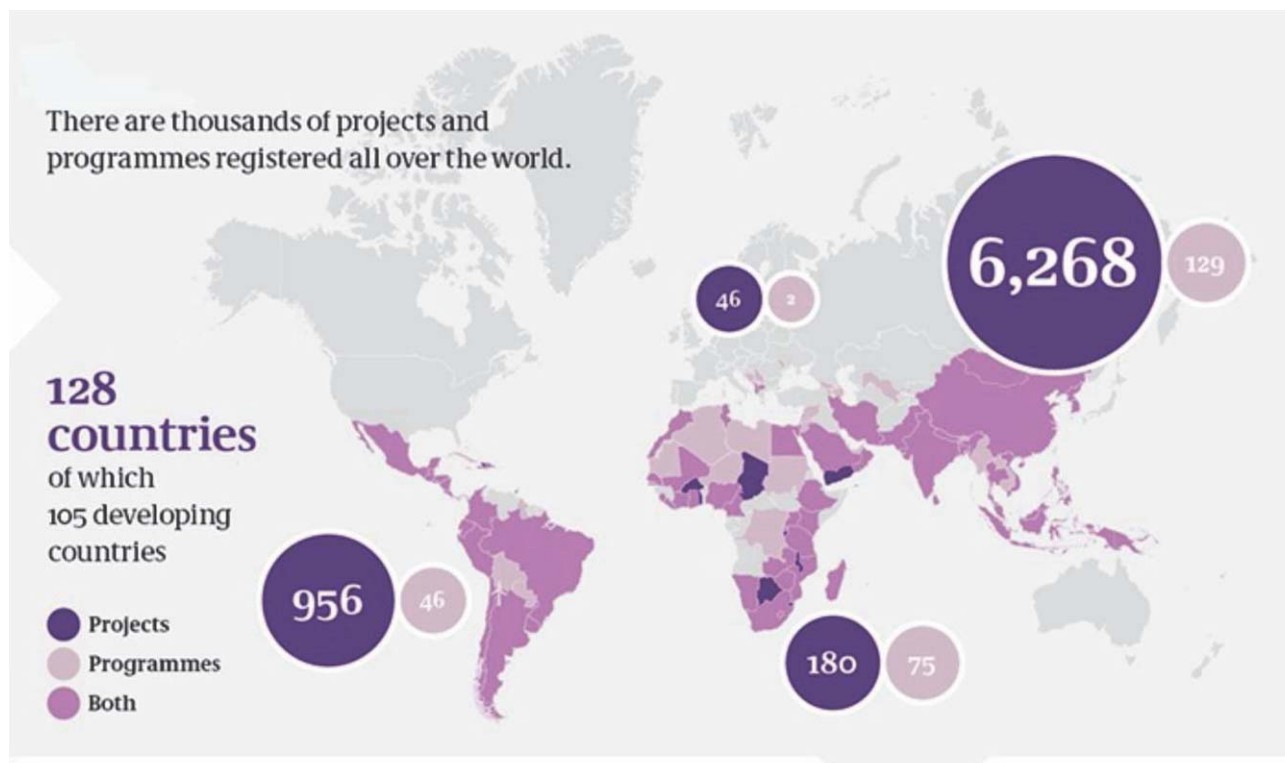 There are thousands of projects and
programmes registered all over the world.
6,268
129
46
2
128
countries
of which
105 developing
countries
956
46
Projects
Programmes
Both
180
75